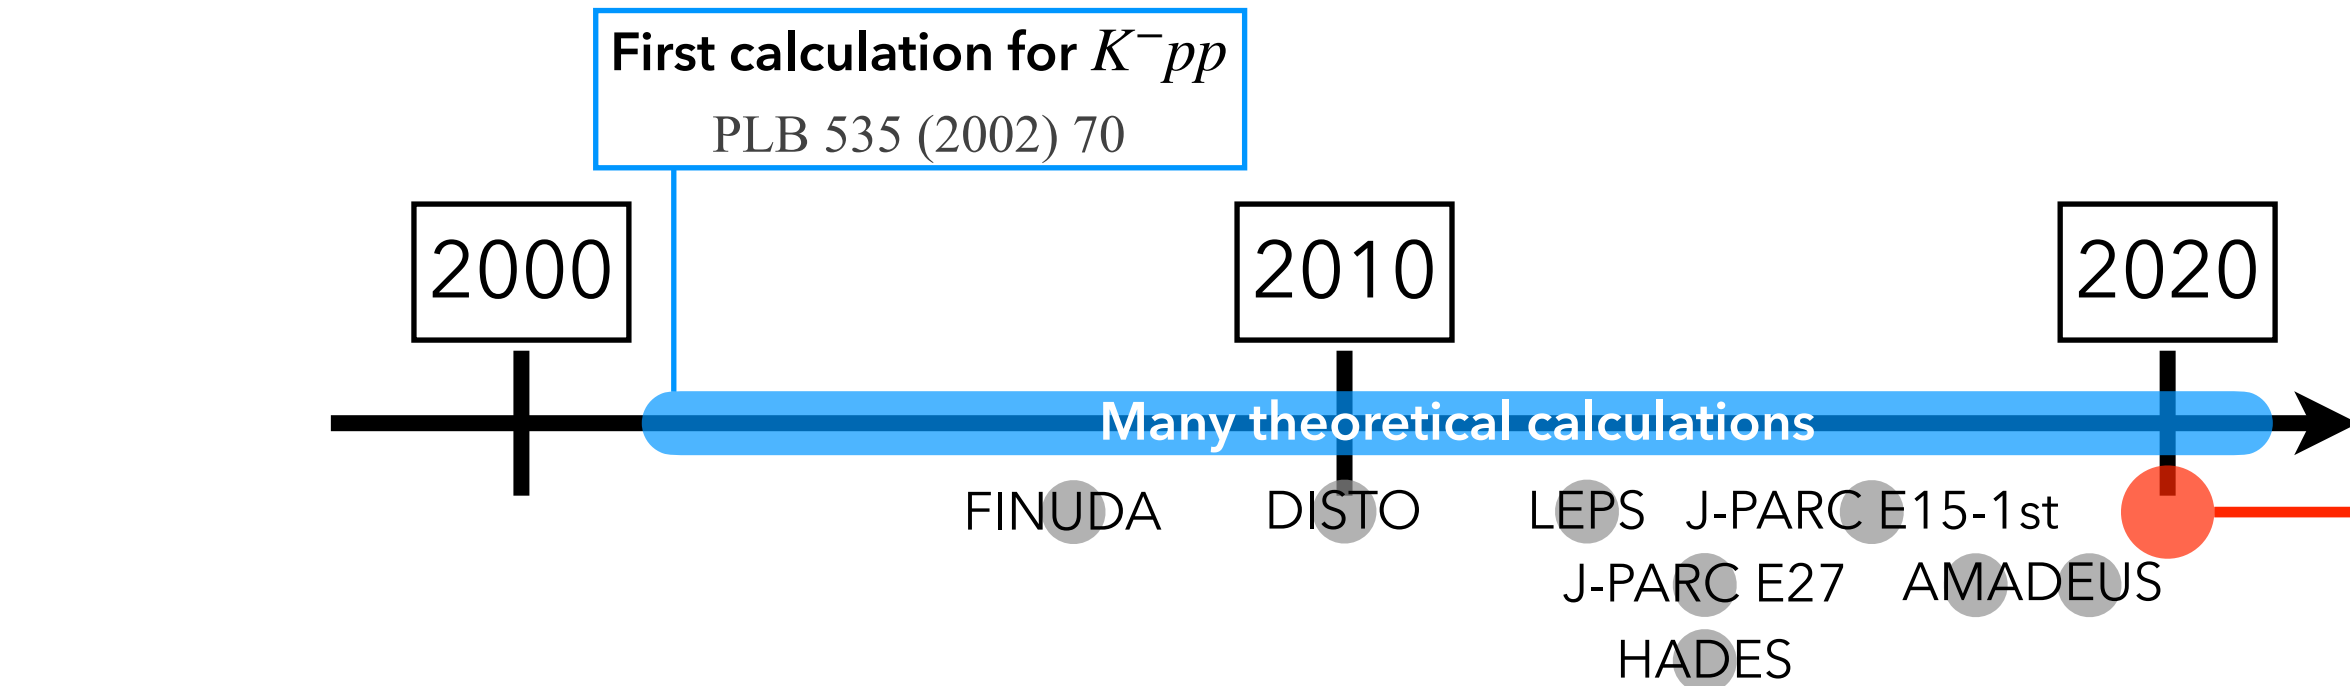 First calculation for K⁻pp
PLB 535 (2002) 70
2000
2010
2020
Many theoretical calculations
FINUDA
DISTO
LEPS
J-PARC E15-1st
J-PARC E27
AMADEUS
HADES